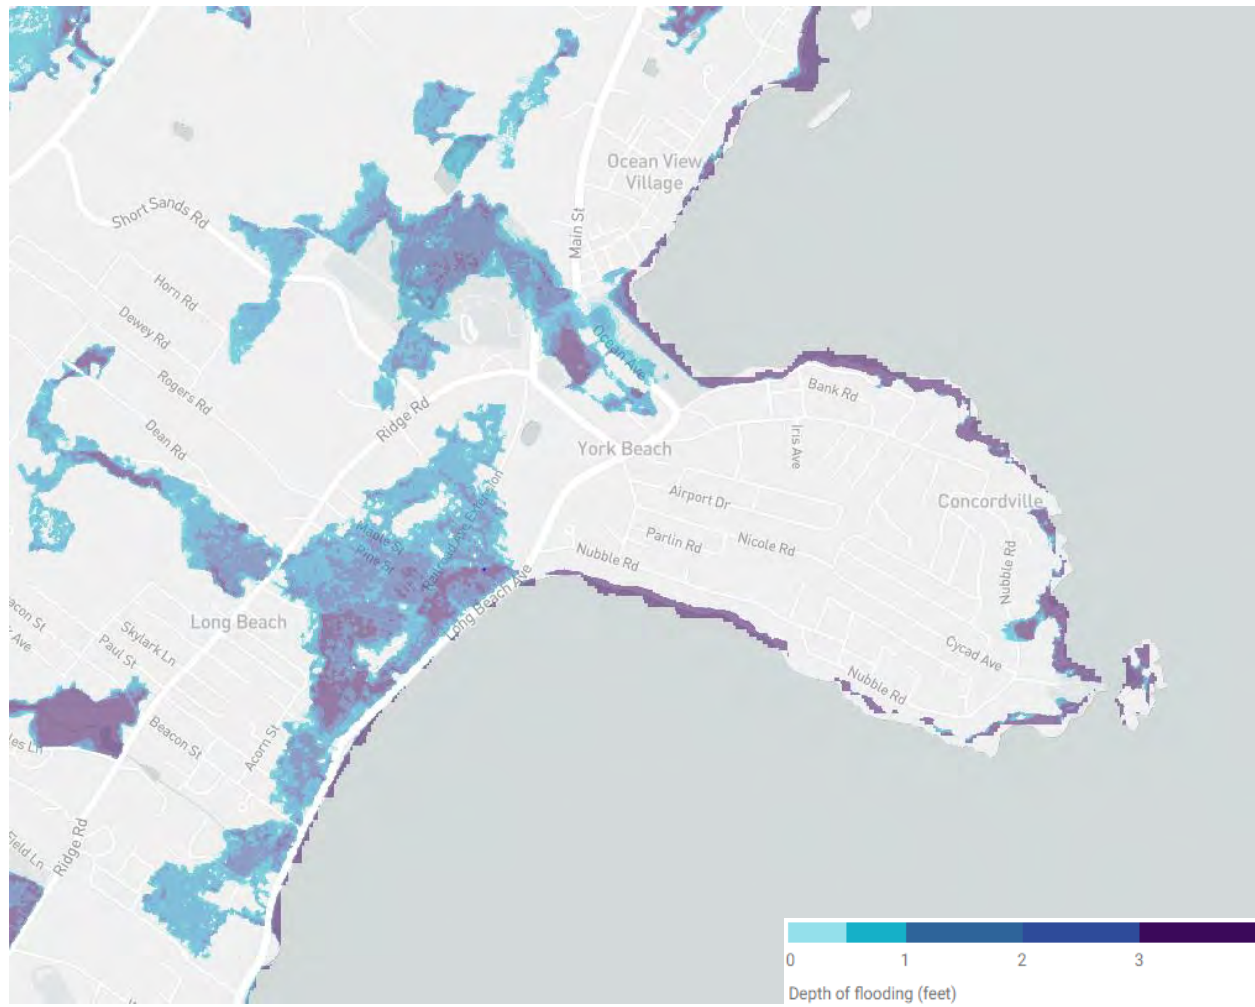 Ocean View
Village
Short Sands Rd
Main St
Horn Rd
Dewey Rd
Rogers Rd
Ocean Ave
Bank Rd
Ridge Rd
Dean Rd
York Beach
Iris Ave
Airport Dr
Concordville
Maple St
Pine St
Railroad Ave Extension
Parlin Rd
Nicole Rd
Nubble Rd
Nubble Rd
Long Beach Ave
Long Beach
Skylark Ln
Paul St
Cycad Ave
Nubble Rd
Beacon St
Acorn St
Ridge Rd
Field Ln
0 1 2 3
Depth of flooding (feet)